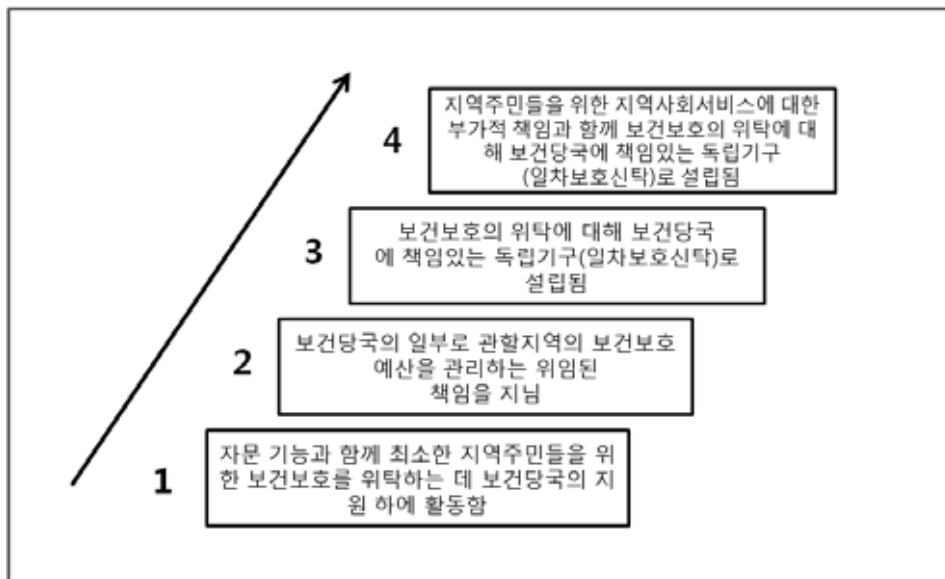 4
지역주민들을 위한 지역사회서비스에 대한
부가적 책임과 함께 보건보호의 위탁에 대
해 보건당국에 책임있는 독립기구
(일차보호신탁)로 설립됨
3
보건보호의 위탁에 대해 보건당국
에 책임있는 독립기구(일차보호신탁)로
설립됨
2
보건당국의 일부로 관할지역의 보건보호
예산을 관리하는 위임된
책임을 지님
1
자문 기능과 함께 최소한 지역주민들을 위
한 보건보호를 위탁하는 데 보건당국의 지
원 하에 활동함